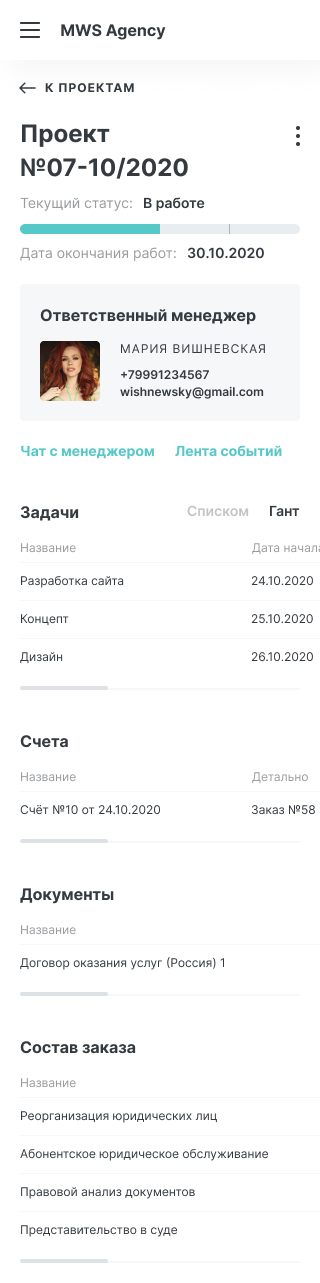 MWS Agency
К ПРОЕКТАМ
Проект
№07-10/2020
Текущий статус: В работе
Дата окончания работ: 30.10.2020
Ответственный менеджер
МАРИЯ ВИШНЕВСКАЯ
+79991234567
wishnewsky@gmail.com
Чат с менеджером Лента событий
Задачи Списком Гант
Название Дата начала
Разработка сайта 24.10.2020
Концепт 25.10.2020
Дизайн 26.10.2020
Счета
Название Детально
Счёт №10 от 24.10.2020 Заказ №58
Документы
Название
Договор оказания услуг (Россия) 1
Состав заказа
Название
Реорганизация юридических лиц
Абонентское юридическое обслуживание
Правовой анализ документов
Представительство в суде